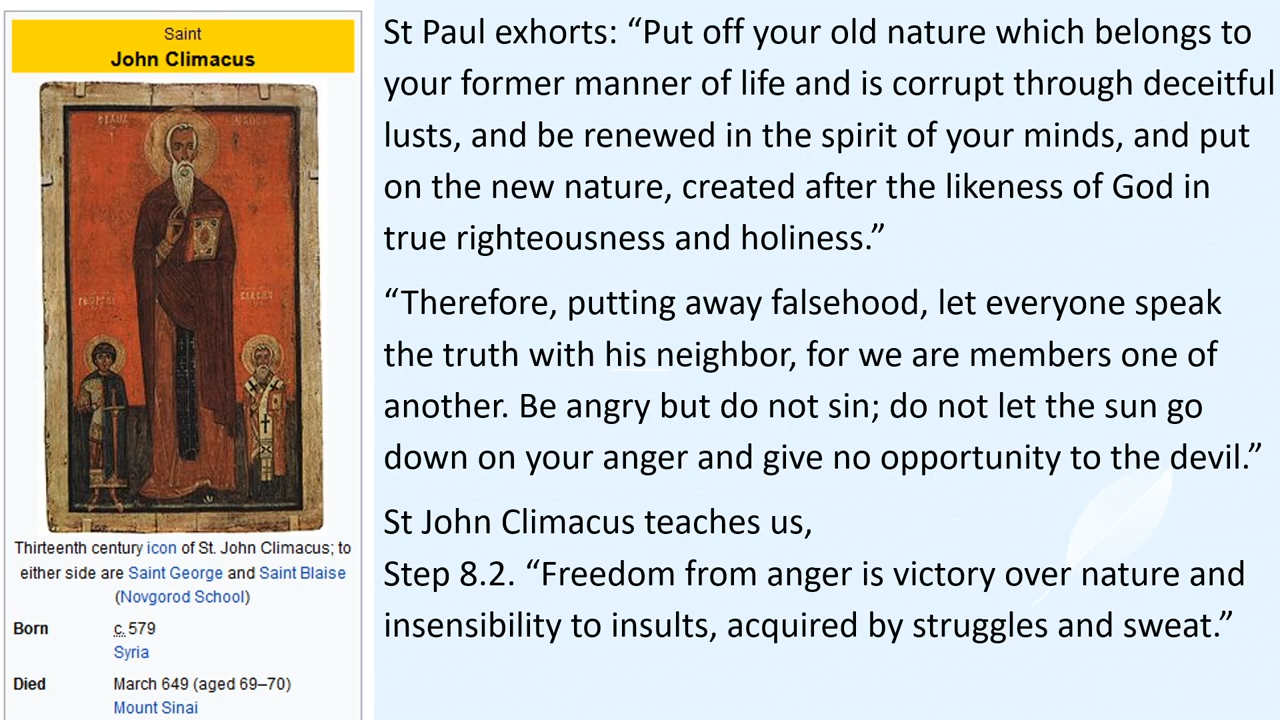 Saint
John Climacus
Thirteenth century icon of St. John Climacus; to
either side are Saint George and Saint Blaise
(Novgorod School)
Born c. 579
Syria
Died March 649 (aged 69–70)
Mount Sinai
St Paul exhorts: “Put off your old nature which belongs to
your former manner of life and is corrupt through deceitful
lusts, and be renewed in the spirit of your minds, and put
on the new nature, created after the likeness of God in
true righteousness and holiness.”
“Therefore, putting away falsehood, let everyone speak
the truth with his neighbor, for we are members one of
another. Be angry but do not sin; do not let the sun go
down on your anger and give no opportunity to the devil.”
St John Climacus teaches us,
Step 8.2. “Freedom from anger is victory over nature and
insensibility to insults, acquired by struggles and sweat.”